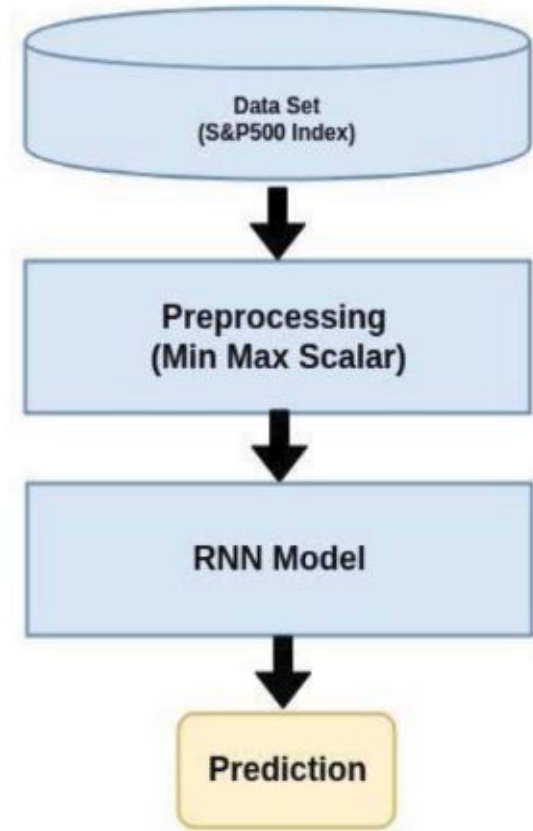 Data Set
(S&P500 Index)
Preprocessing
(Min Max Scalar)
RNN Model
Prediction